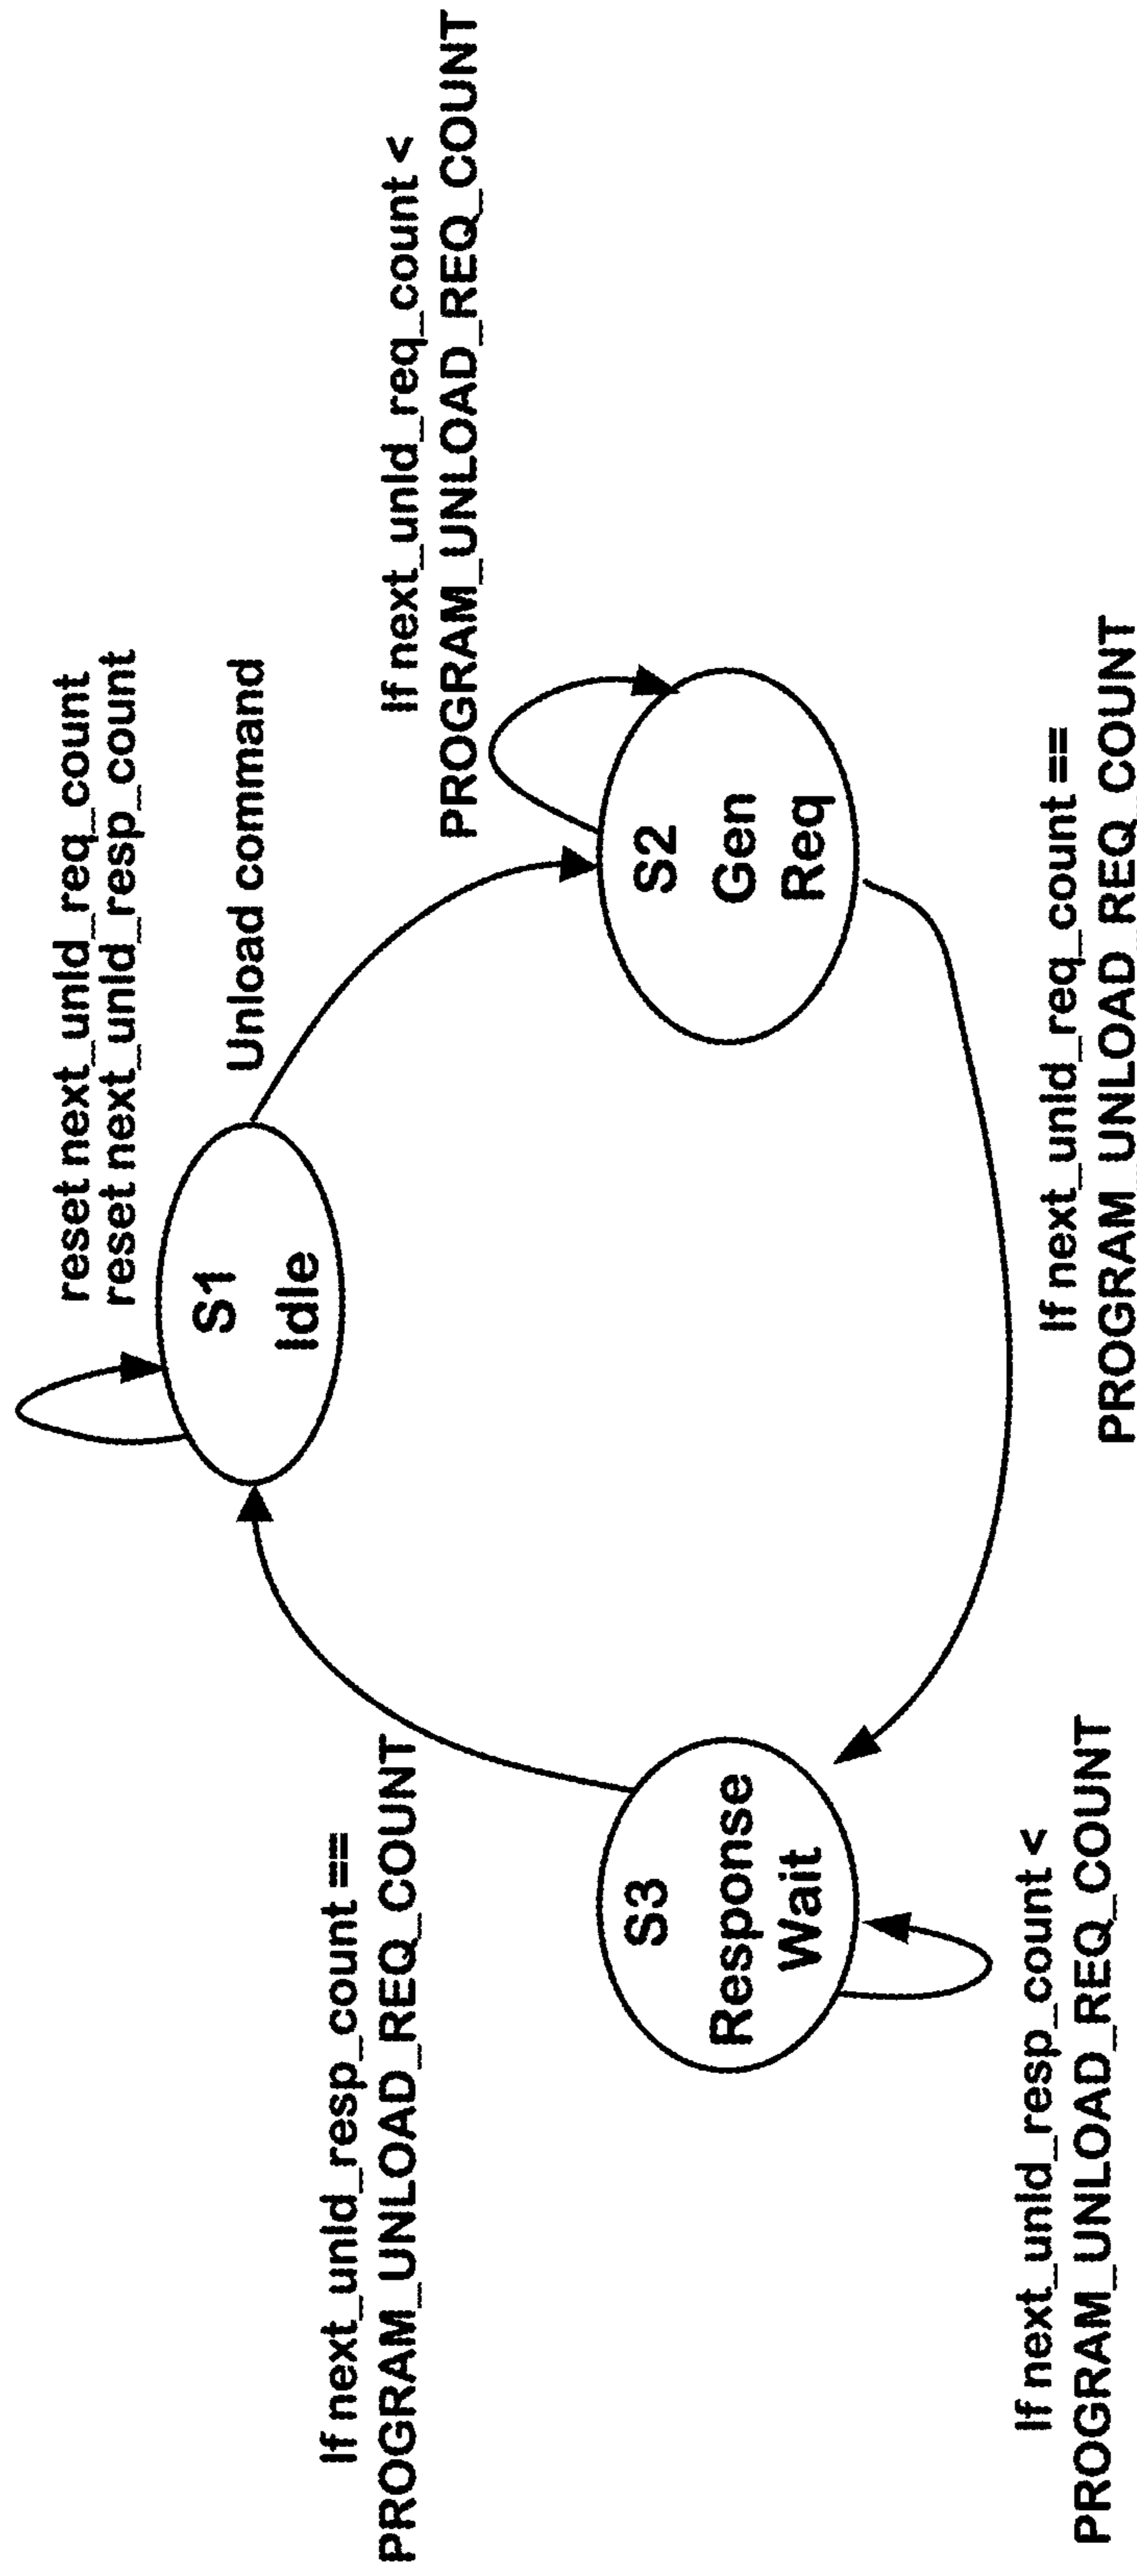 reset next_unld_req_count
reset next_unld_resp_count
Unload command
S1
Idle
If next_unld_resp_count ==
PROGRAM_UNLOAD_REQ_COUNT
If next_unld_req_count <
PROGRAM_UNLOAD_REQ_COUNT
S3
Response
Wait
S2
Gen
Req
If next_unld_resp_count <
PROGRAM_UNLOAD_REQ_COUNT
If next_unld_req_count ==
PROGRAM_UNLOAD_REQ_COUNT